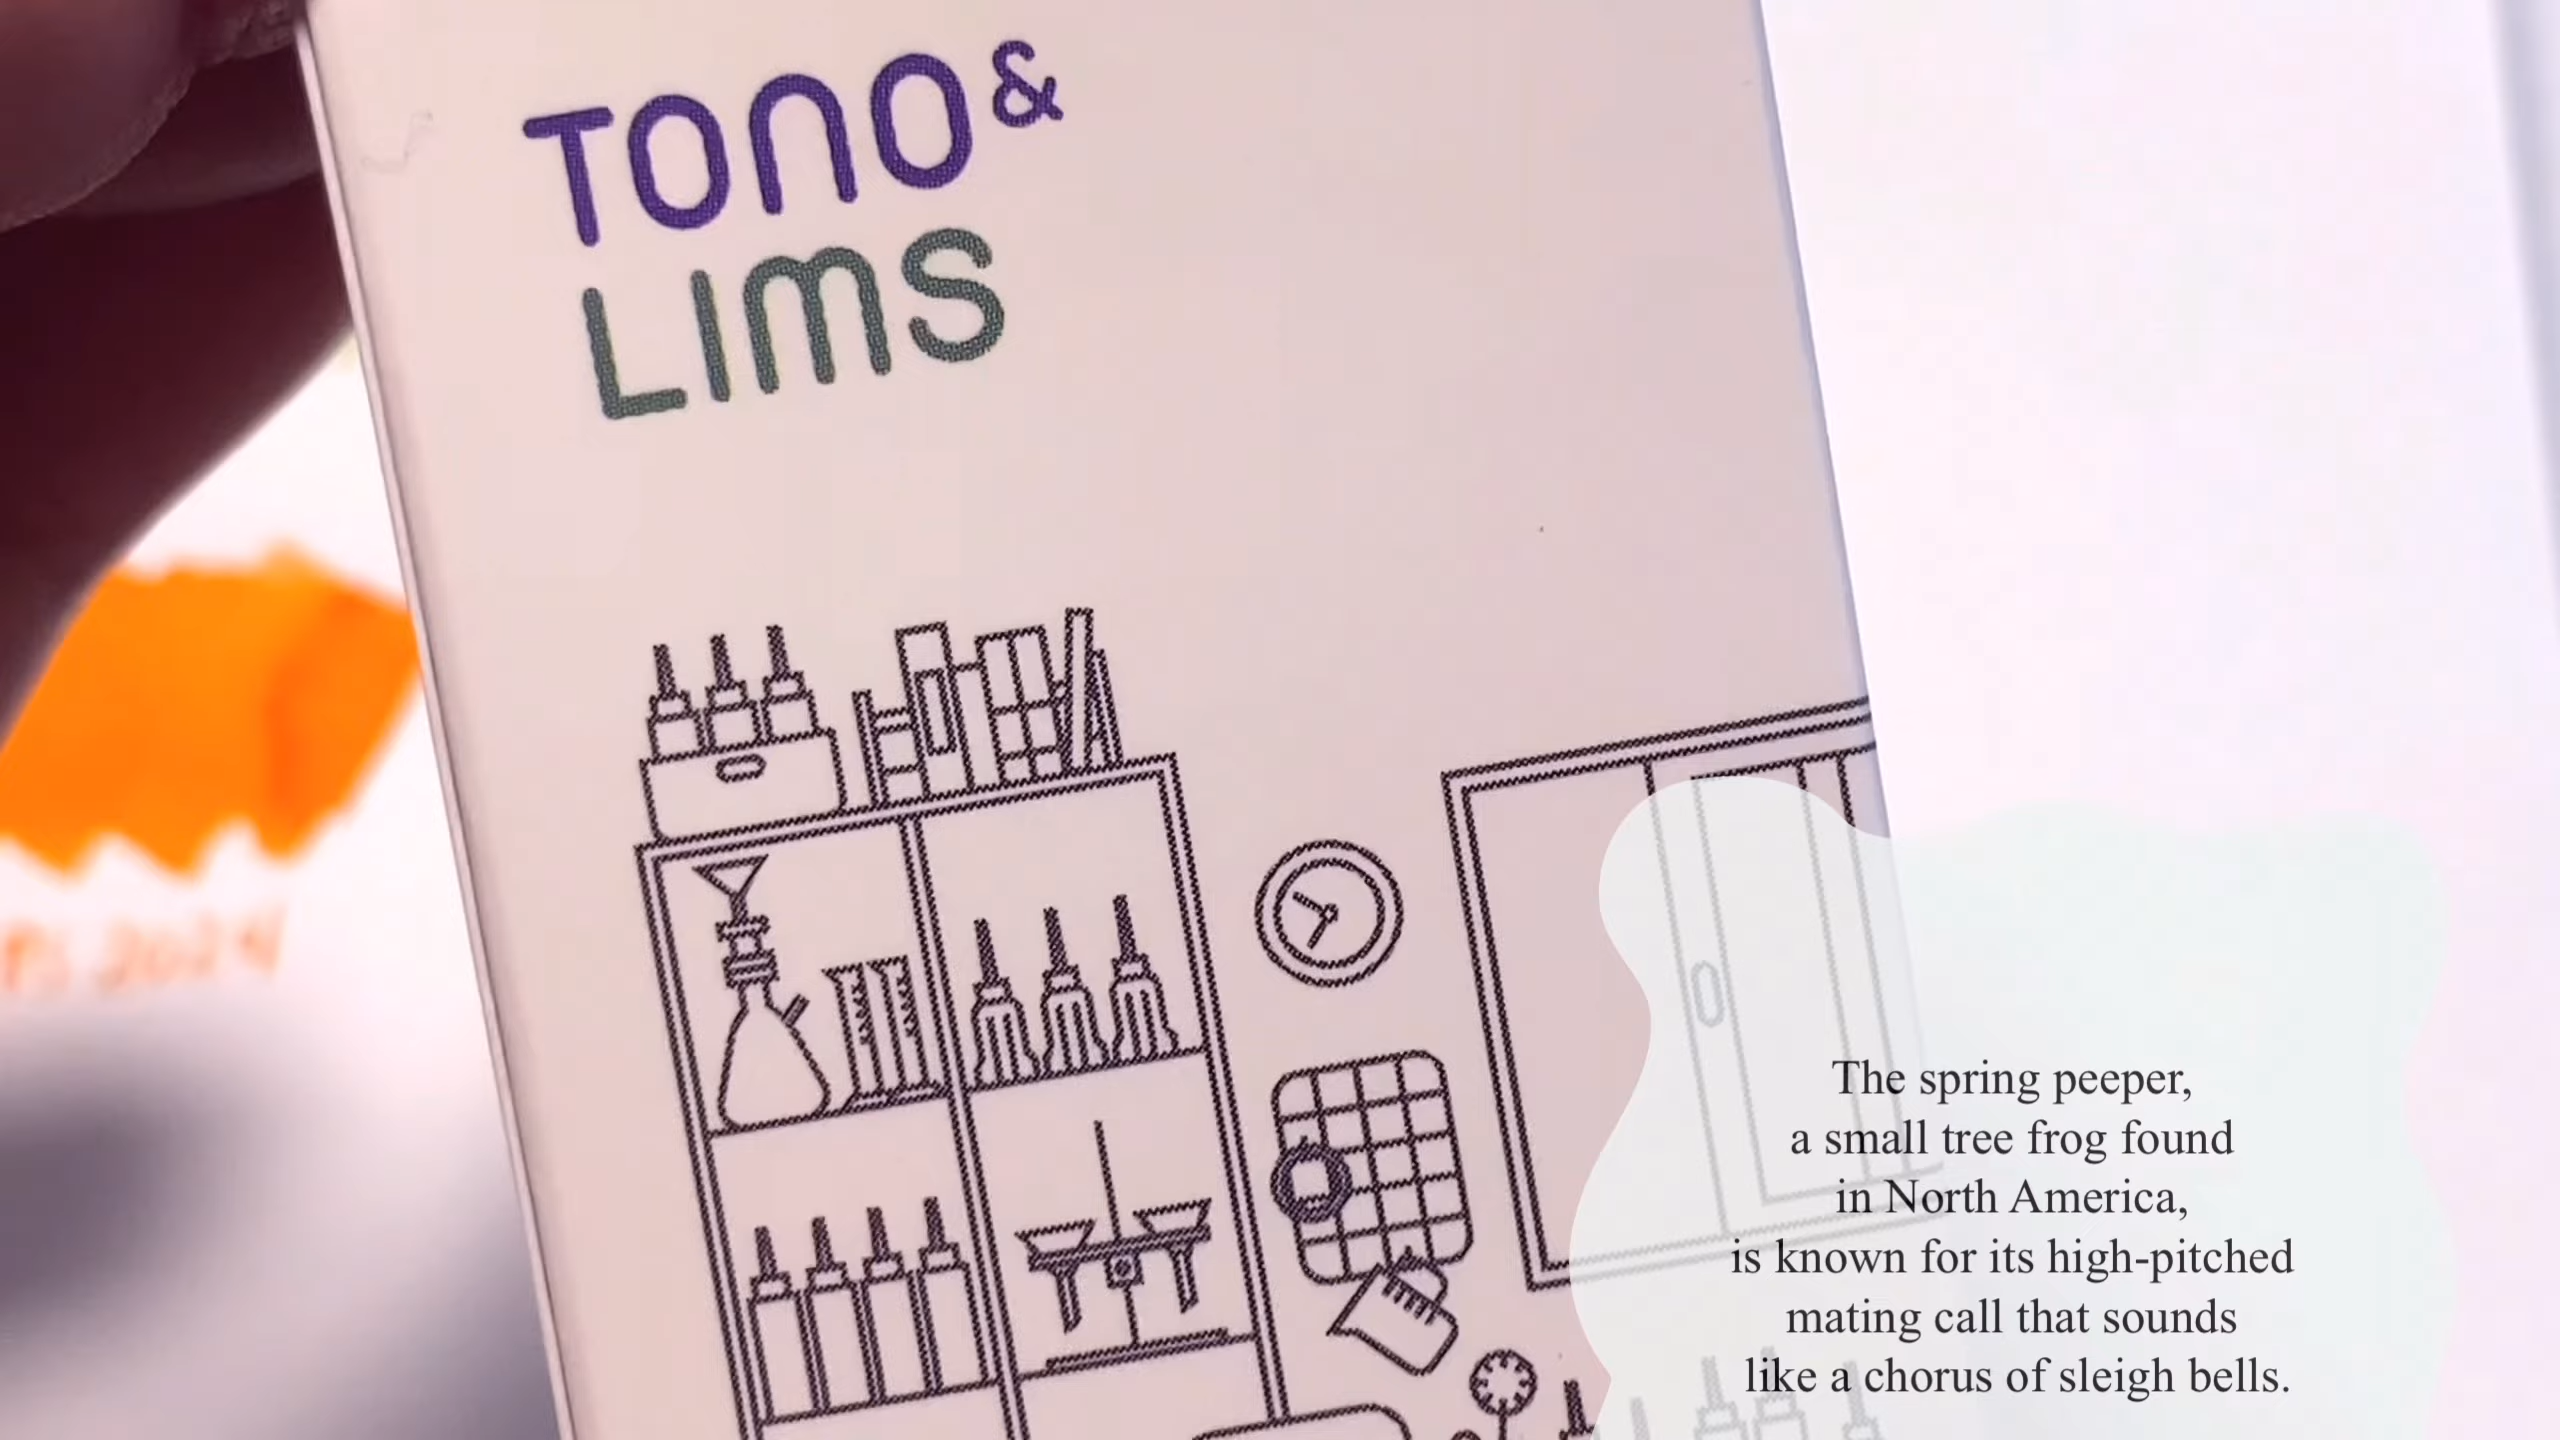 TONO &
LIMS
2024
The spring peeper,
a small tree frog found
in North America,
is known for its high-pitched
mating call that sounds
like a chorus of sleigh bells.